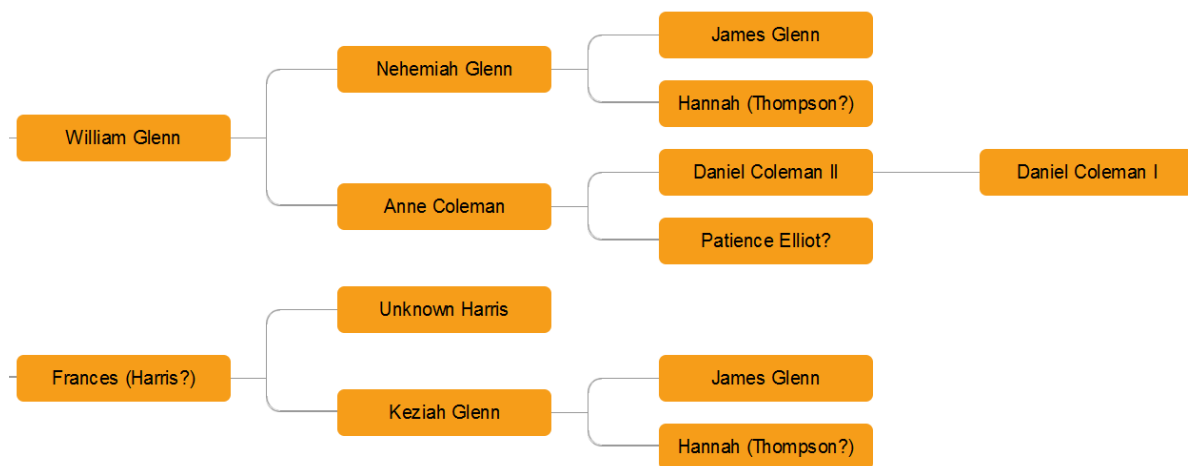 James Glenn
Nehemiah Glenn
Hannah (Thompson?)
William Glenn
Daniel Coleman II
Daniel Coleman I
Anne Coleman
Patience Elliot?
Unknown Harris
Frances (Harris?)
James Glenn
Keziah Glenn
Hannah (Thompson?)